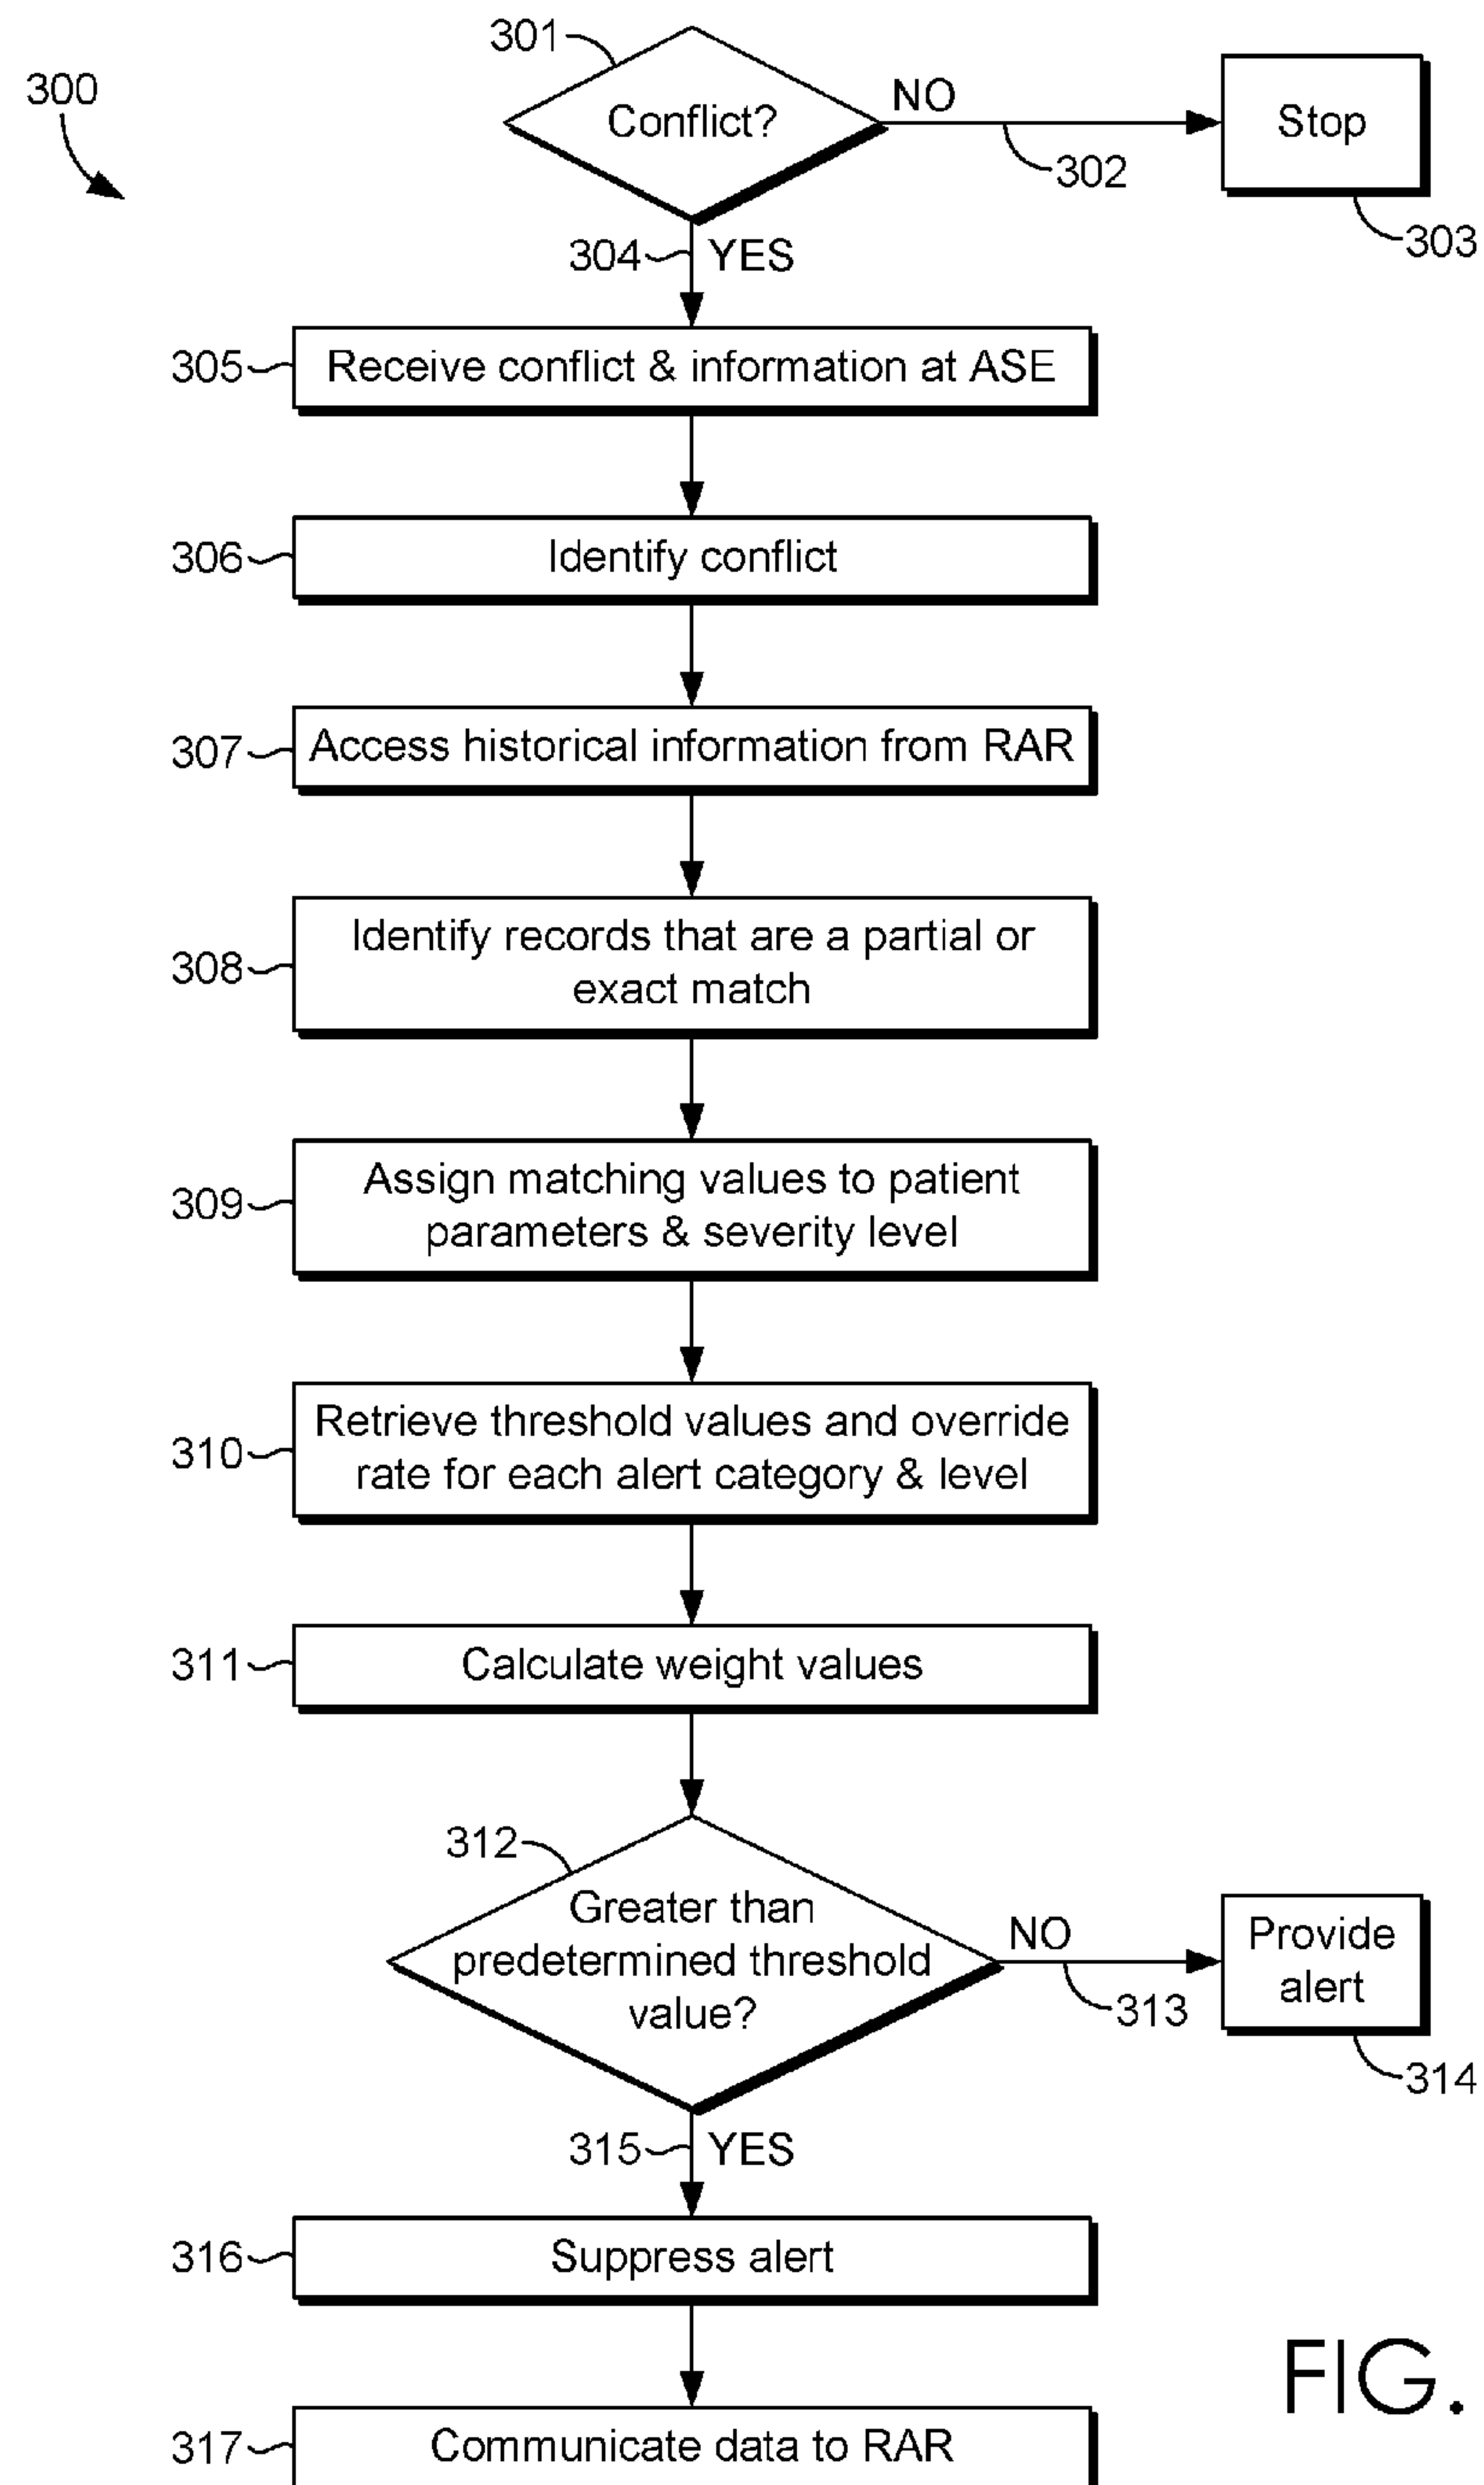 300
301
Conflict?
NO
302
Stop
303
304
YES
305
Receive conflict & information at ASE
306
Identify conflict
307
Access historical information from RAR
308
Identify records that are a partial or
exact match
309
Assign matching values to patient
parameters & severity level
310
Retrieve threshold values and override
rate for each alert category & level
311
Calculate weight values
312
Greater than
predetermined threshold
value?
NO
313
Provide
alert
314
315
YES
316
Suppress alert
317
Communicate data to RAR
FIG.